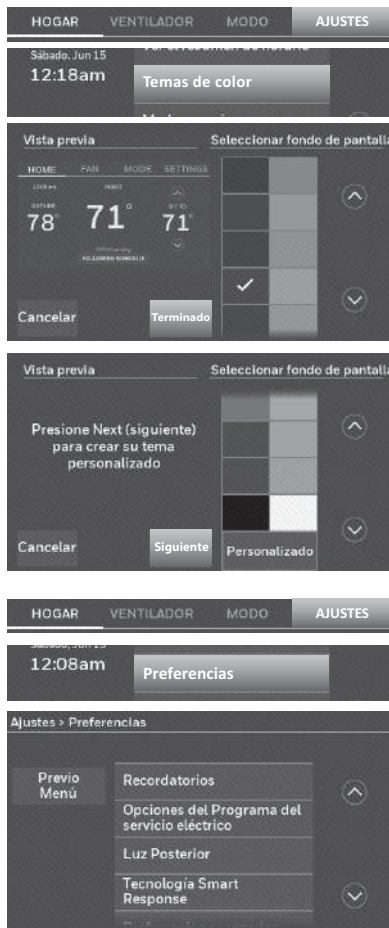 HOGAR VENTILADOR MODO AJUSTES
Sábado, Jun 15
12:18am
Temas de color
Vista previa Seleccionar fondo de pantalla
HOME FAN MODE SETTINGS
OUTSIDE
78°
71°
71°
FOLLOWING SCHEDULE
Cancelar Terminado
Vista previa Seleccionar fondo de pantalla
Presione Next (siguiente)
para crear su tema
personalizado
Cancelar Siguiente Personalizado
HOGAR VENTILADOR MODO AJUSTES
12:08am
Preferencias
Ajustes > Preferencias
Previo
Menú
Recordatorios
Opciones del Programa del
servicio eléctrico
Luz Posterior
Tecnología Smart
Response